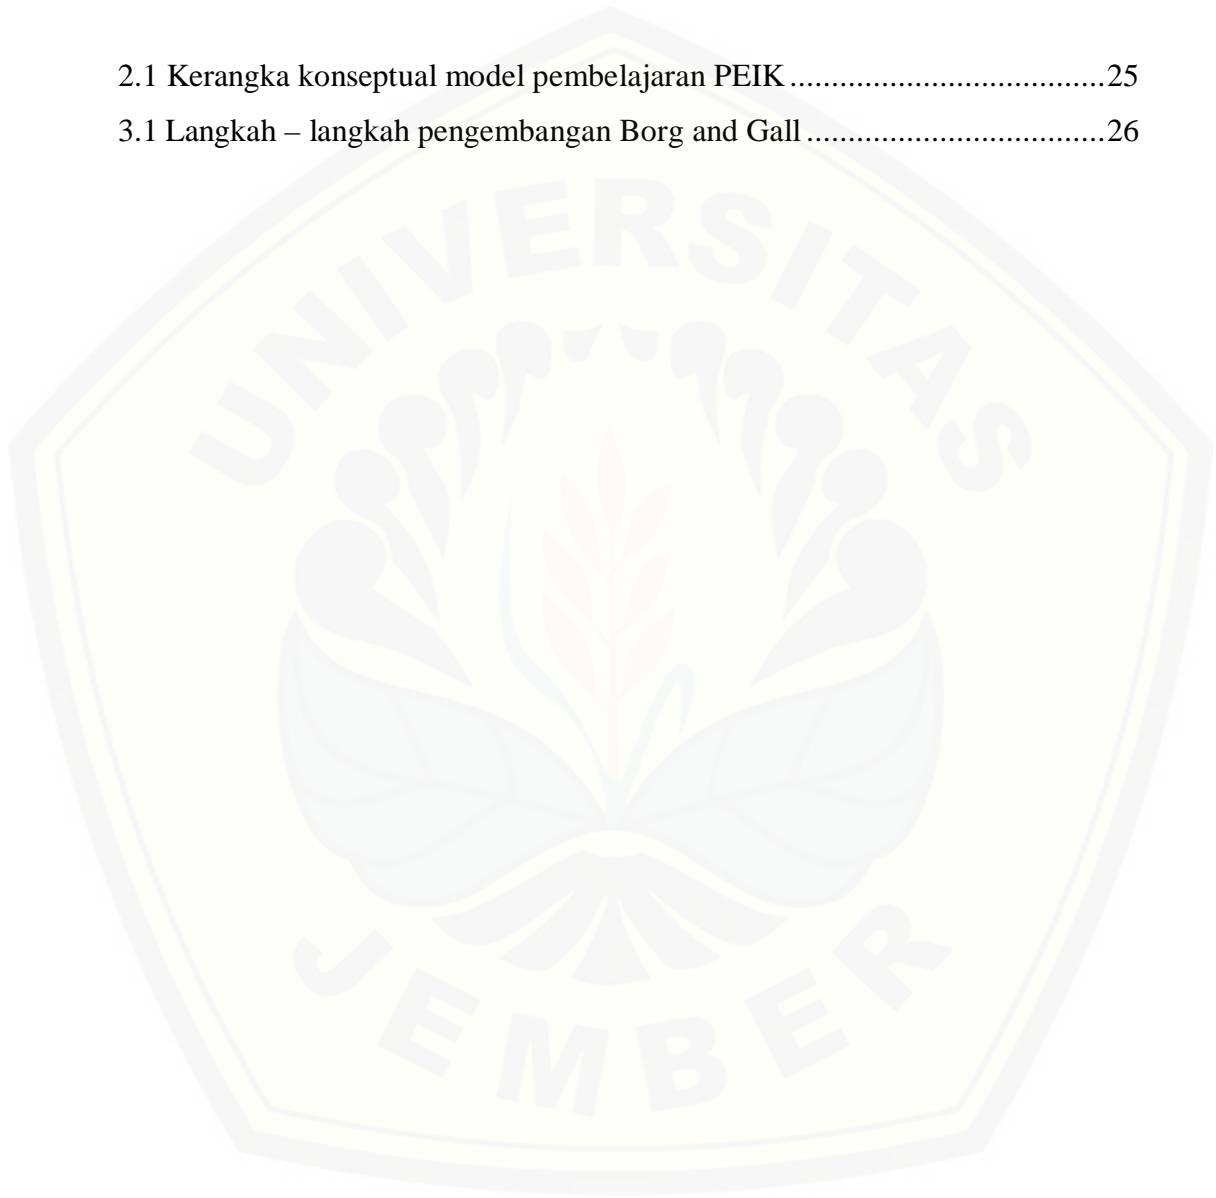 2.1 Kerangka konseptual model pembelajaran PEIK......................................25
3.1 Langkah – langkah pengembangan Borg and Gall....................................26
UNIVERSITAS
JEMBER